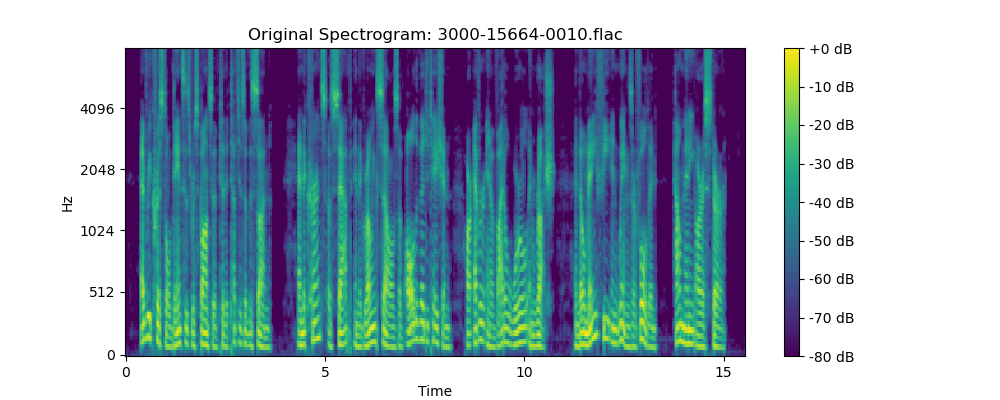 Original Spectrogram: 3000-15664-0010.flac
Hz
4096
2048
1024
512
0
0 5 10 15
Time
+0 dB
-10 dB
-20 dB
-30 dB
-40 dB
-50 dB
-60 dB
-70 dB
-80 dB